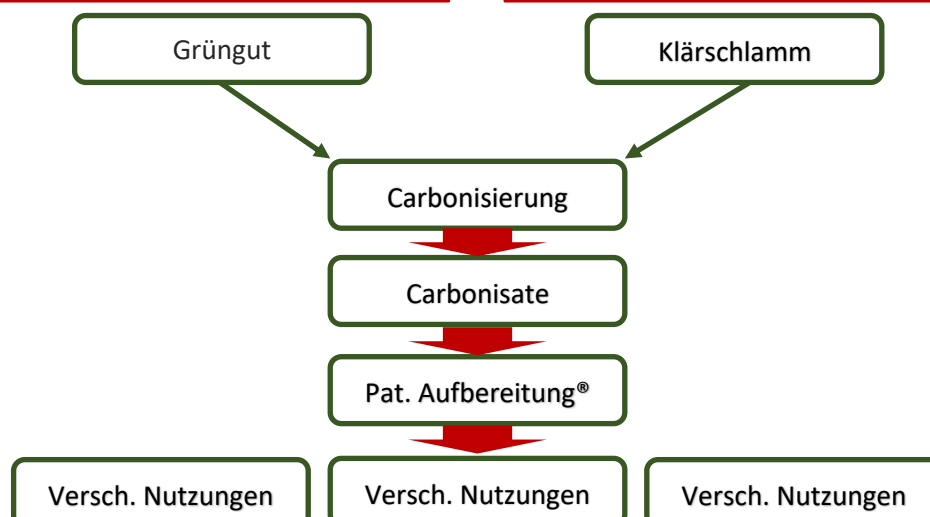 Grüngut
Klärschlamm
Carbonisierung
Carbonisate
Pat. Aufbereitung®
Versch. Nutzungen
Versch. Nutzungen
Versch. Nutzungen